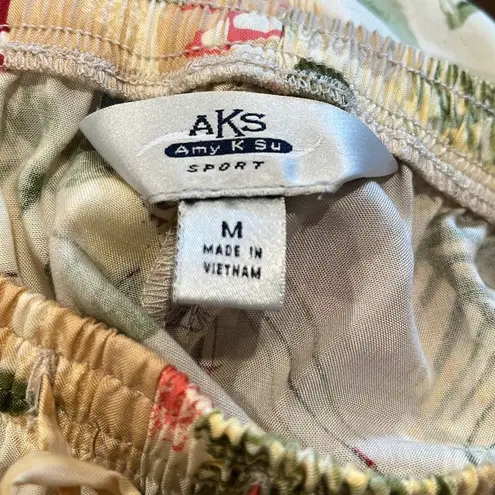 AKS
Amy K Su
SPORT
M
MADE IN
VIETNAM